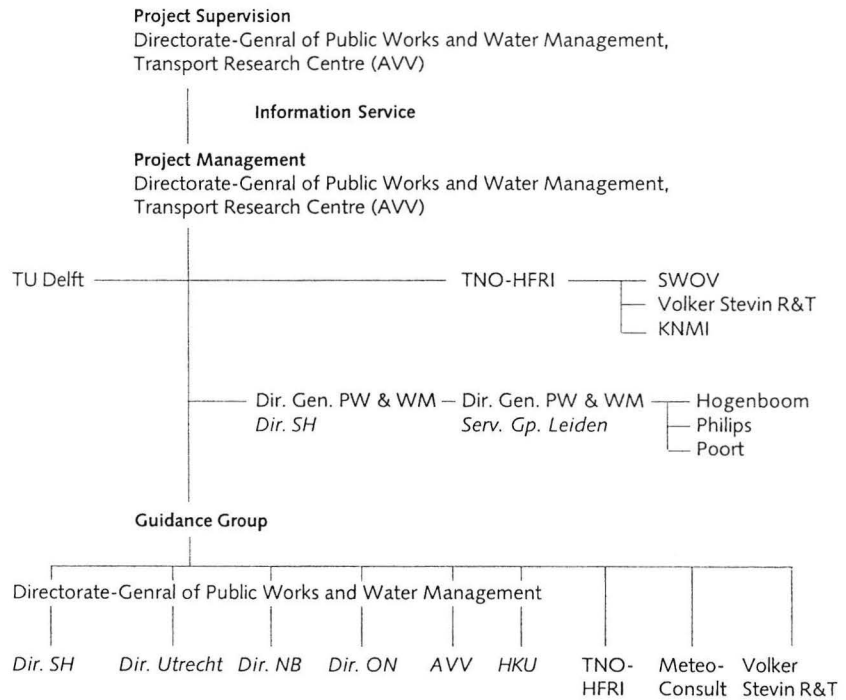 Project Supervision
Directorate-Genral of Public Works and Water Management,
Transport Research Centre (AVV)
Information Service
Project Management
Directorate-Genral of Public Works and Water Management,
Transport Research Centre (AVV)
TU Delft TNO-HFRI SWOV
Volker Stevin R&T
KNMI
Dir. Gen. PW & WM Dir. Gen. PW & WM Hogenboom
Dir. SH Serv. Gp. Leiden Philips
Poort
Guidance Group
Directorate-Genral of Public Works and Water Management
Dir. SH Dir. Utrecht Dir. NB Dir. ON AVV HKU TNO- Meteo- Volker
HFRI Consult Stevin R&T